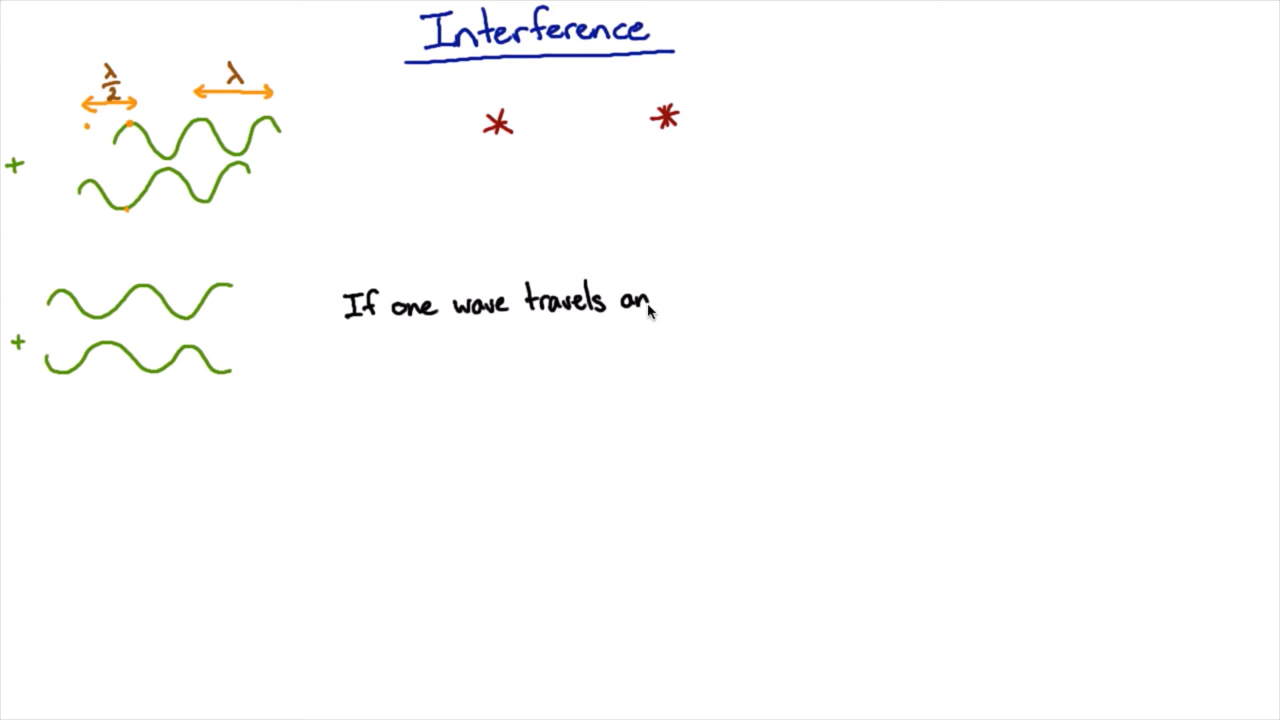 Interference
λ/2 λ
+
+
If one wave travels an